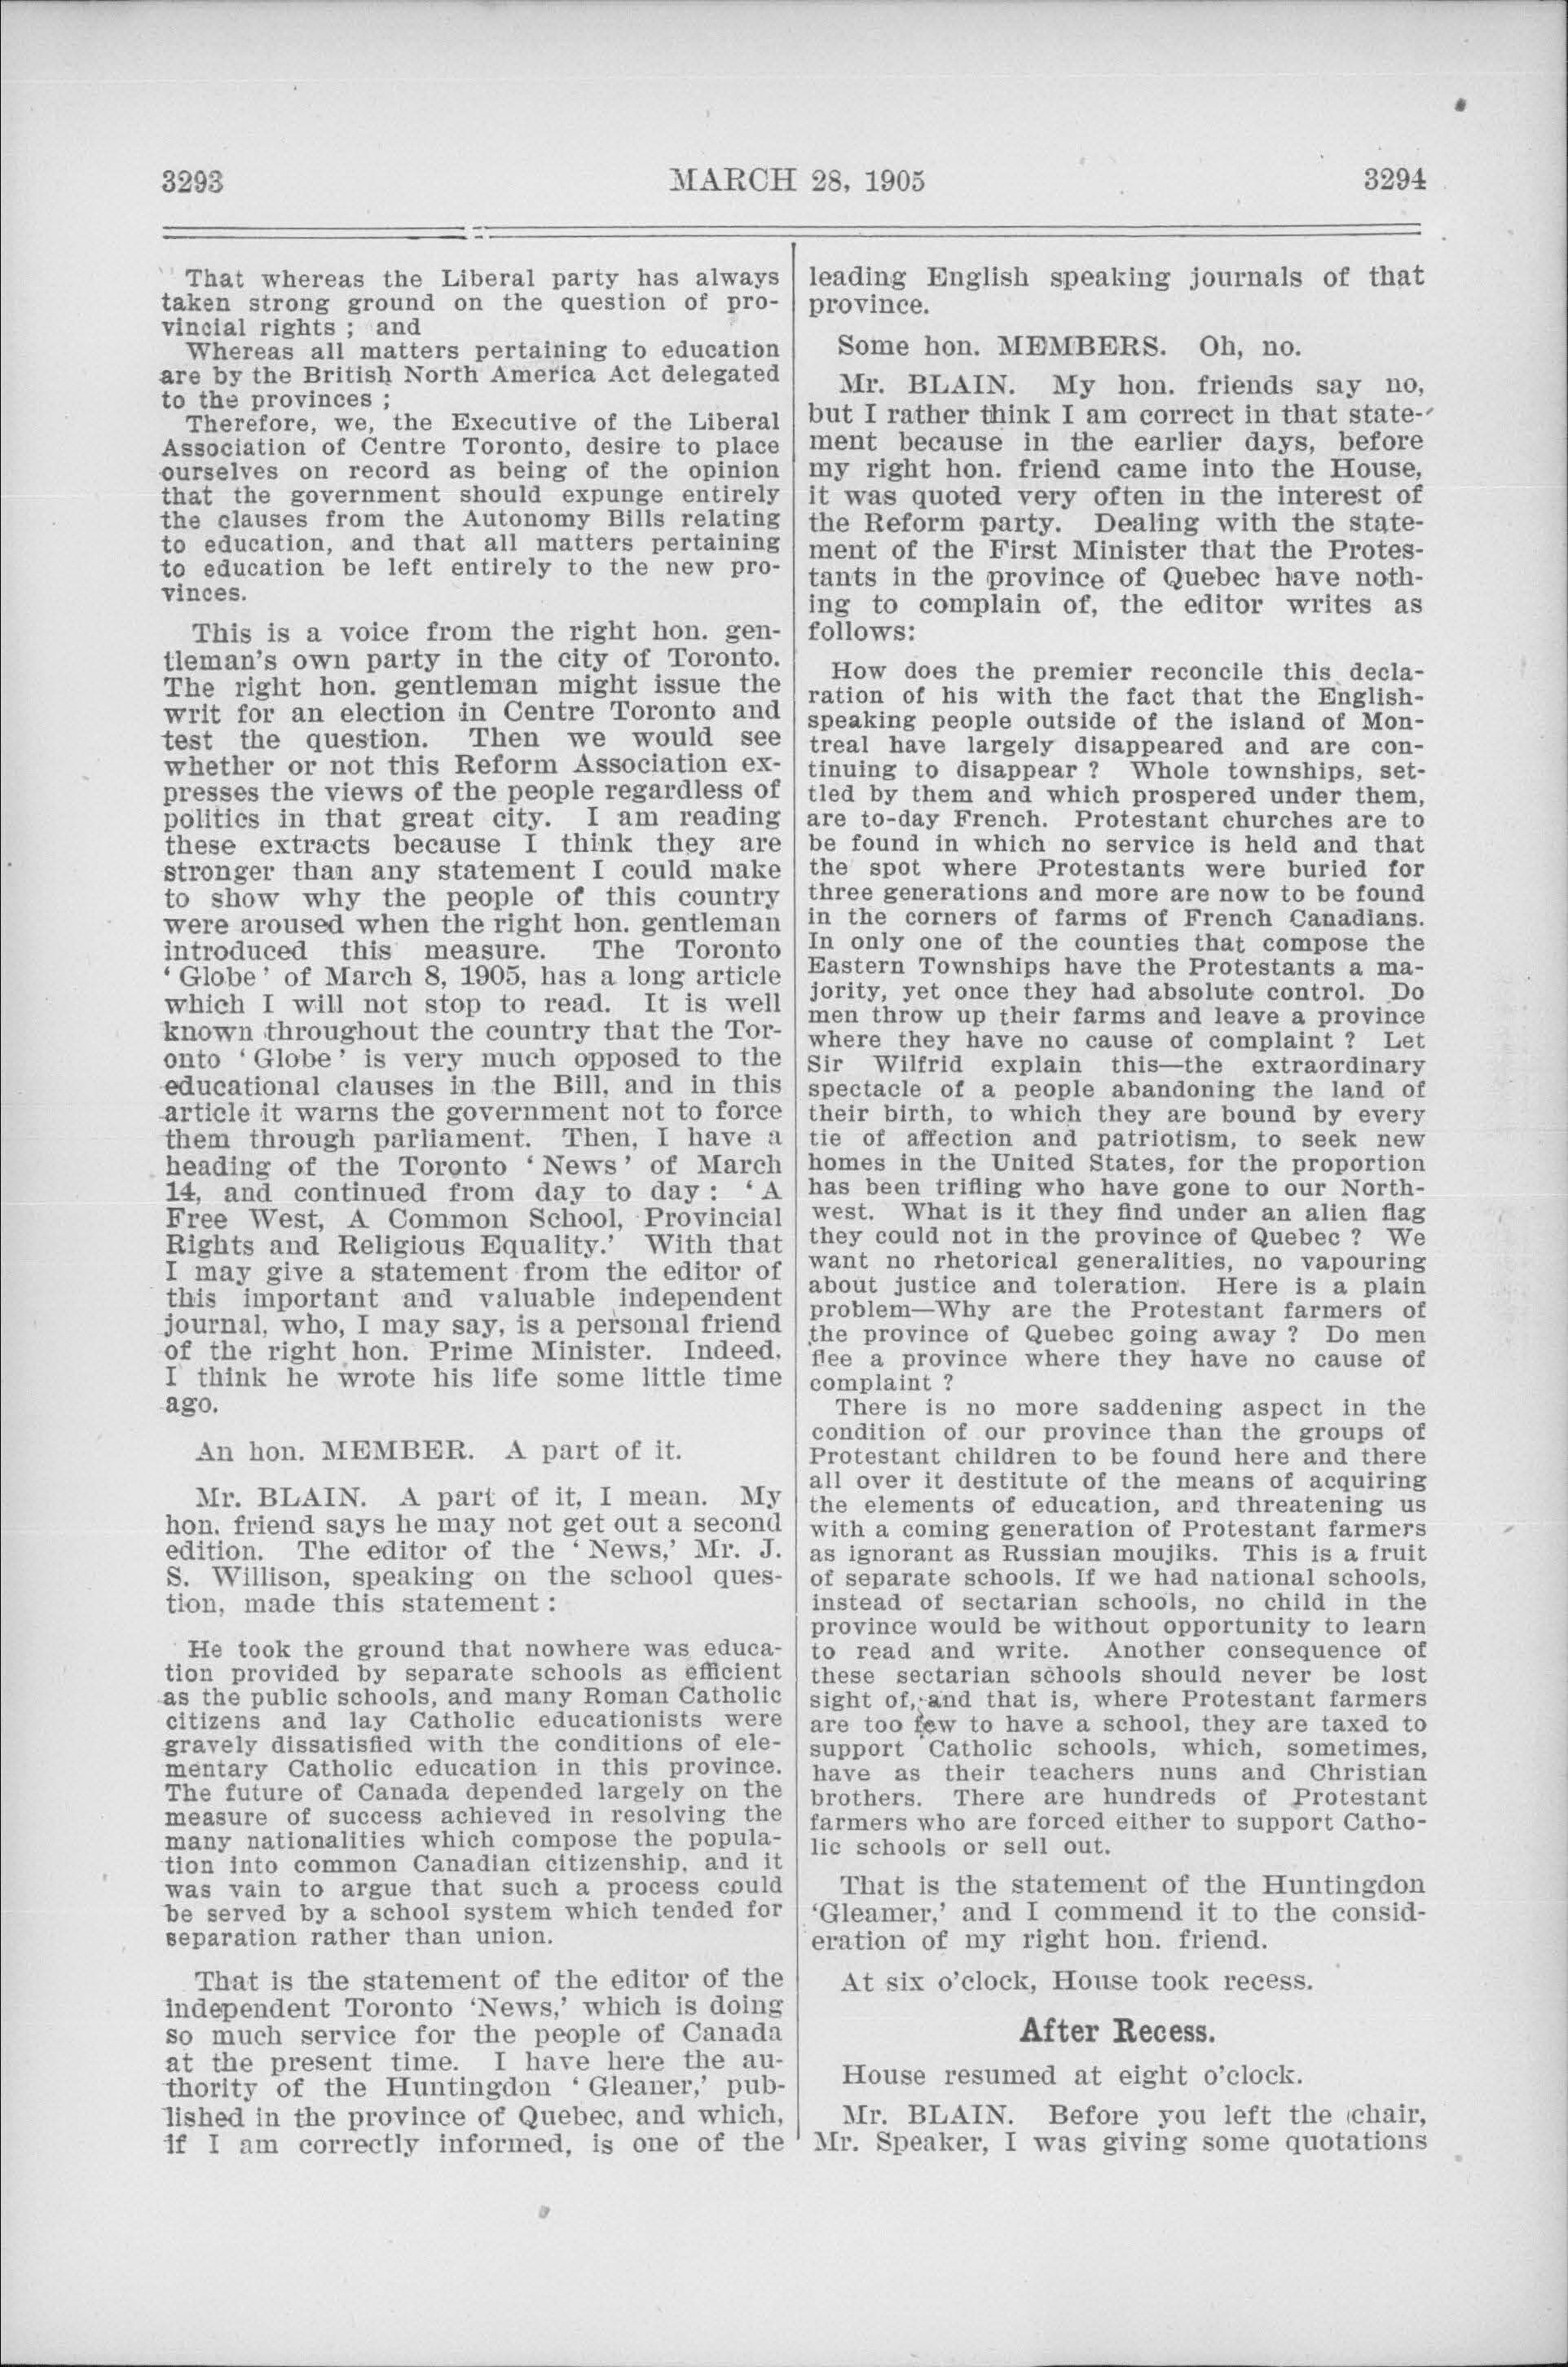 3293
MARCH 28, 1905
3294
That whereas the Liberal party has always
taken strong ground on the question of pro-
vincial rights ; and
Whereas all matters pertaining to education
are by the British North America Act delegated
to the provinces ;
Therefore, we, the Executive of the Liberal
Association of Centre Toronto, desire to place
ourselves on record as being of the opinion
that the government should expunge entirely
the clauses from the Autonomy Bills relating
to education, and that all matters pertaining
to education be left entirely to the new pro-
vinces.
This is a voice from the right hon. gen-
tleman's own party in the city of Toronto.
The right hon. gentleman might issue the
writ for an election in Centre Toronto and
test the question. Then we would see
whether or not this Reform Association ex-
presses the views of the people regardless of
politics in that great city. I am reading
these extracts because I think they are
stronger than any statement I could make
to show why the people of this country
were aroused when the right hon. gentleman
introduced this measure. The Toronto
‘ Globe ’ of March 8, 1905, has a long article
which I will not stop to read. It is well
known throughout the country that the Tor-
onto ‘ Globe ’ is very much opposed to the
educational clauses in the Bill, and in this
article it warns the government not to force
them through parliament. Then, I have a
heading of the Toronto ‘ News ’ of March
14, and continued from day to day : ‘ A
Free West, A Common School, Provincial
Rights and Religious Equality.’ With that
I may give a statement from the editor of
this important and valuable independent
journal, who, I may say, is a personal friend
of the right hon. Prime Minister. Indeed,
I think he wrote his life some little time
ago.
An hon. MEMBER. A part of it.
Mr. BLAIN. A part of it, I mean. My
hon. friend says he may not get out a second
edition. The editor of the ‘ News,’ Mr. J.
S. Willison, speaking on the school ques-
tion, made this statement :
He took the ground that nowhere was educa-
tion provided by separate schools as efficient
as the public schools, and many Roman Catholic
citizens and lay Catholic educationists were
gravely dissatisfied with the conditions of ele-
mentary Catholic education in this province.
The future of Canada depended largely on the
measure of success achieved in resolving the
many nationalities which compose the popula-
tion into common Canadian citizenship, and it
was vain to argue that such a process could
be served by a school system which tended for
separation rather than union.
That is the statement of the editor of the
independent Toronto ‘News,’ which is doing
so much service for the people of Canada
at the present time. I have here the au-
thority of the Huntingdon ‘ Gleaner,’ pub-
lished in the province of Quebec, and which,
if I am correctly informed, is one of the
leading English speaking journals of that
province.
Some hon. MEMBERS. Oh, no.
Mr. BLAIN. My hon. friends say no,
but I rather think I am correct in that state-
ment because in the earlier days, before
my right hon. friend came into the House,
it was quoted very often in the interest of
the Reform party. Dealing with the state-
ment of the First Minister that the Protes-
tants in the province of Quebec have noth-
ing to complain of, the editor writes as
follows:
How does the premier reconcile this decla-
ration of his with the fact that the English-
speaking people outside of the island of Mon-
treal have largely disappeared and are con-
tinuing to disappear ? Whole townships, set-
tled by them and which prospered under them,
are to-day French. Protestant churches are to
be found in which no service is held and that
the spot where Protestants were buried for
three generations and more are now to be found
in the corners of farms of French Canadians.
In only one of the counties that compose the
Eastern Townships have the Protestants a ma-
jority, yet once they had absolute control. Do
men throw up their farms and leave a province
where they have no cause of complaint ? Let
Sir Wilfrid explain this—the extraordinary
spectacle of a people abandoning the land of
their birth, to which they are bound by every
tie of affection and patriotism, to seek new
homes in the United States, for the proportion
has been trifling who have gone to our North-
west. What is it they find under an alien flag
they could not in the province of Quebec ? We
want no rhetorical generalities, no vapouring
about justice and toleration. Here is a plain
problem—Why are the Protestant farmers of
the province of Quebec going away ? Do men
flee a province where they have no cause of
complaint ?
There is no more saddening aspect in the
condition of our province than the groups of
Protestant children to be found here and there
all over it destitute of the means of acquiring
the elements of education, and threatening us
with a coming generation of Protestant farmers
as ignorant as Russian moujiks. This is a fruit
of separate schools. If we had national schools,
instead of sectarian schools, no child in the
province would be without opportunity to learn
to read and write. Another consequence of
these sectarian schools should never be lost
sight of, and that is, where Protestant farmers
are too few to have a school, they are taxed to
support Catholic schools, which, sometimes,
have as their teachers nuns and Christian
brothers. There are hundreds of Protestant
farmers who are forced either to support Catho-
lic schools or sell out.
That is the statement of the Huntingdon
‘Gleamer,’ and I commend it to the consid-
eration of my right hon. friend.
At six o'clock, House took recess.
After Recess.
House resumed at eight o'clock.
Mr. BLAIN. Before you left the chair,
Mr. Speaker, I was giving some quotations